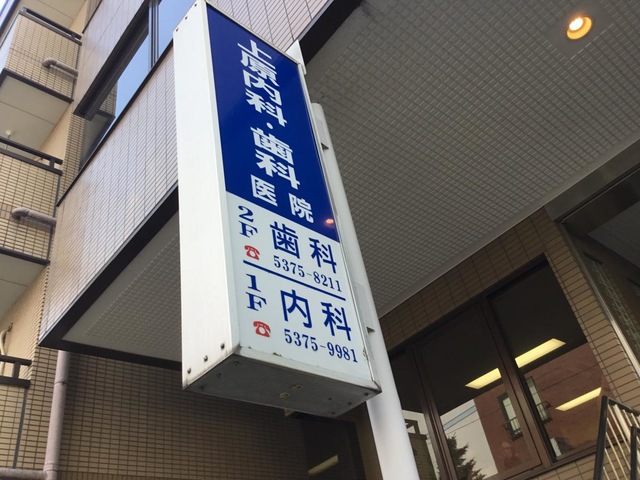 上原内科・歯科
医院
2F 歯科
☎ 5375-8211
1F 内科
☎ 5375-9981